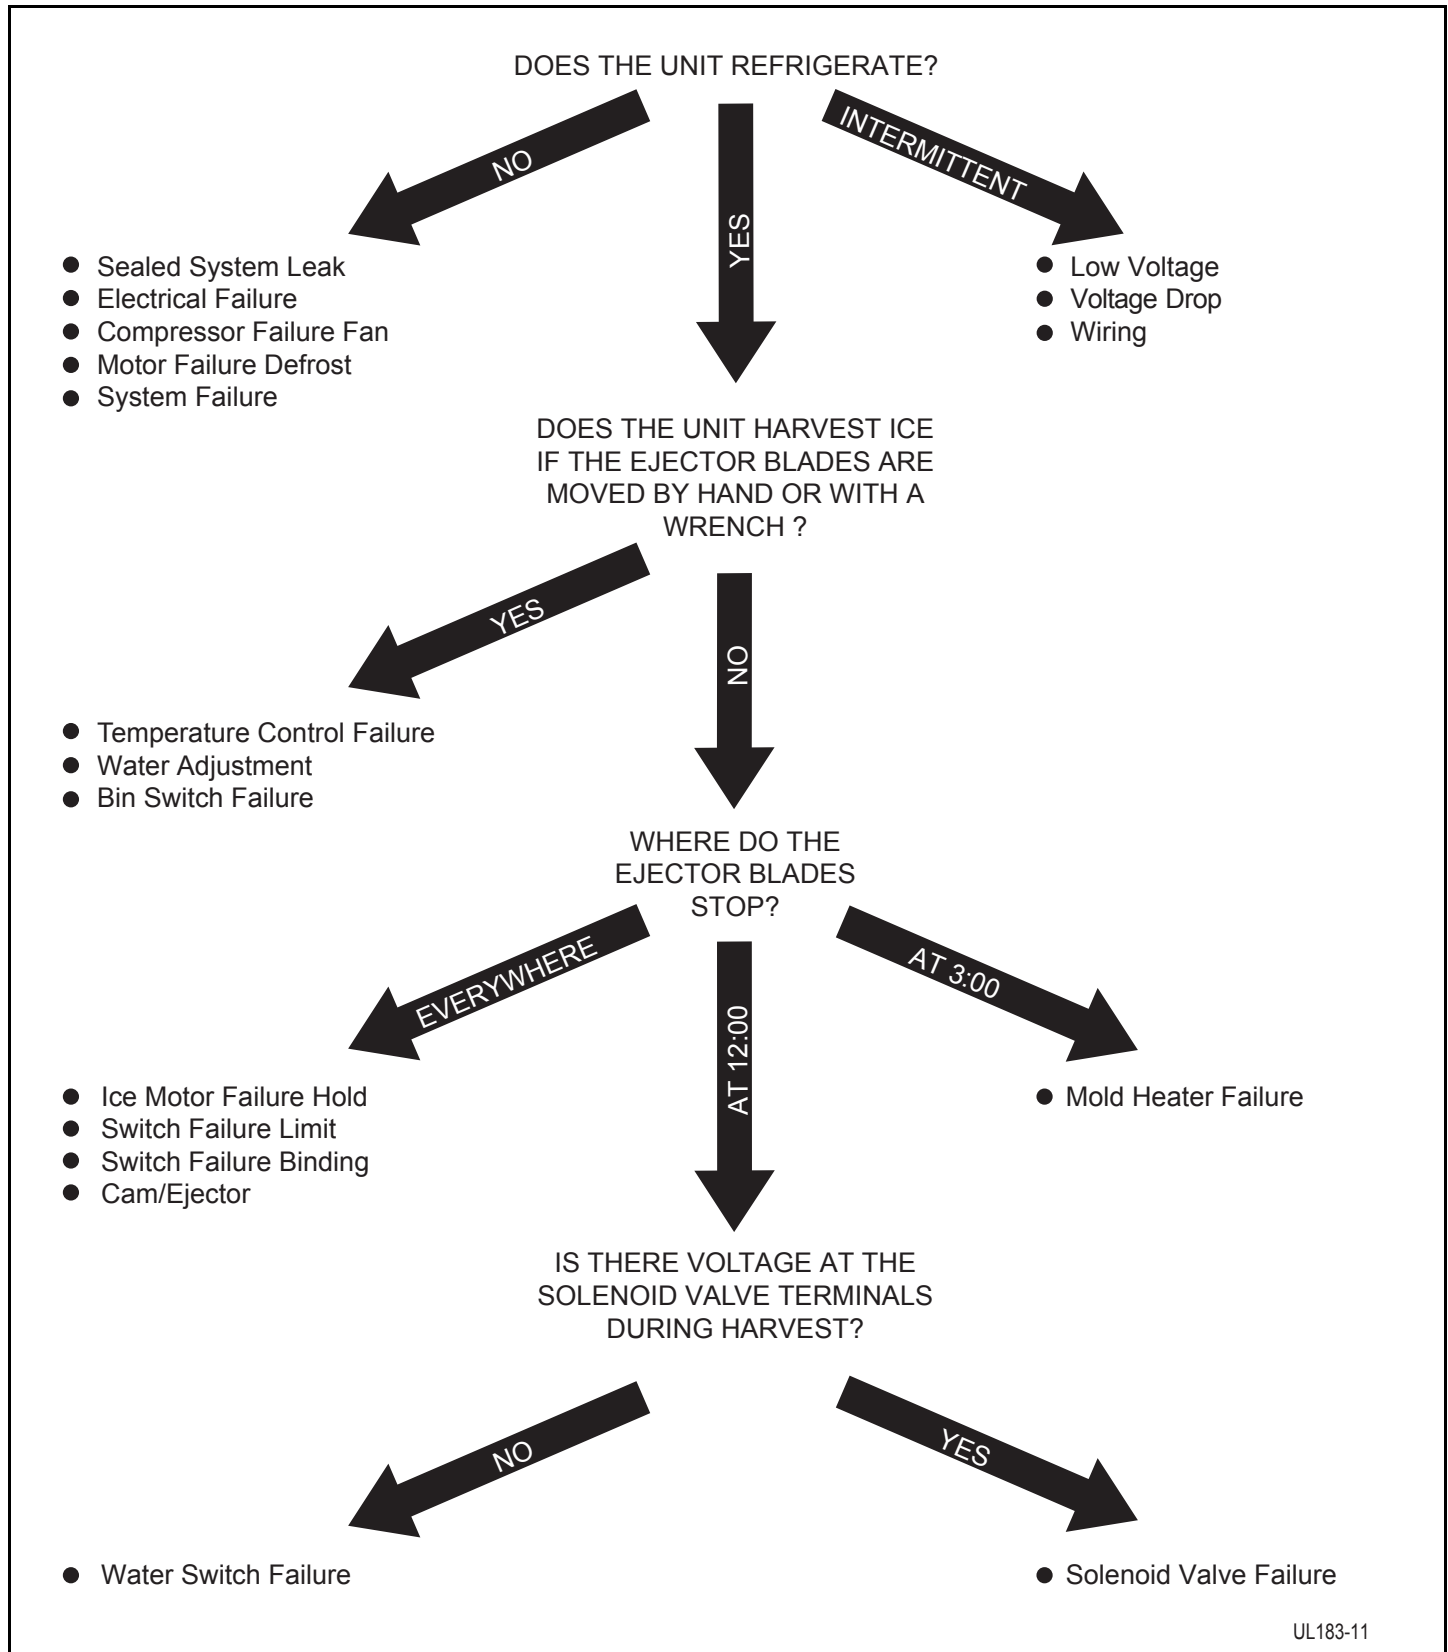 DOES THE UNIT REFRIGERATE?
NO
YES
INTERMITTENT
● Sealed System Leak
● Electrical Failure
● Compressor Failure Fan
● Motor Failure Defrost
● System Failure
● Low Voltage
● Voltage Drop
● Wiring
DOES THE UNIT HARVEST ICE
IF THE EJECTOR BLADES ARE
MOVED BY HAND OR WITH A
WRENCH ?
YES
NO
● Temperature Control Failure
● Water Adjustment
● Bin Switch Failure
WHERE DO THE
EJECTOR BLADES
STOP?
EVERYWHERE
AT 12:00
AT 3:00
● Ice Motor Failure Hold
● Switch Failure Limit
● Switch Failure Binding
● Cam/Ejector
● Mold Heater Failure
IS THERE VOLTAGE AT THE
SOLENOID VALVE TERMINALS
DURING HARVEST?
NO
YES
● Water Switch Failure
● Solenoid Valve Failure
UL183-11